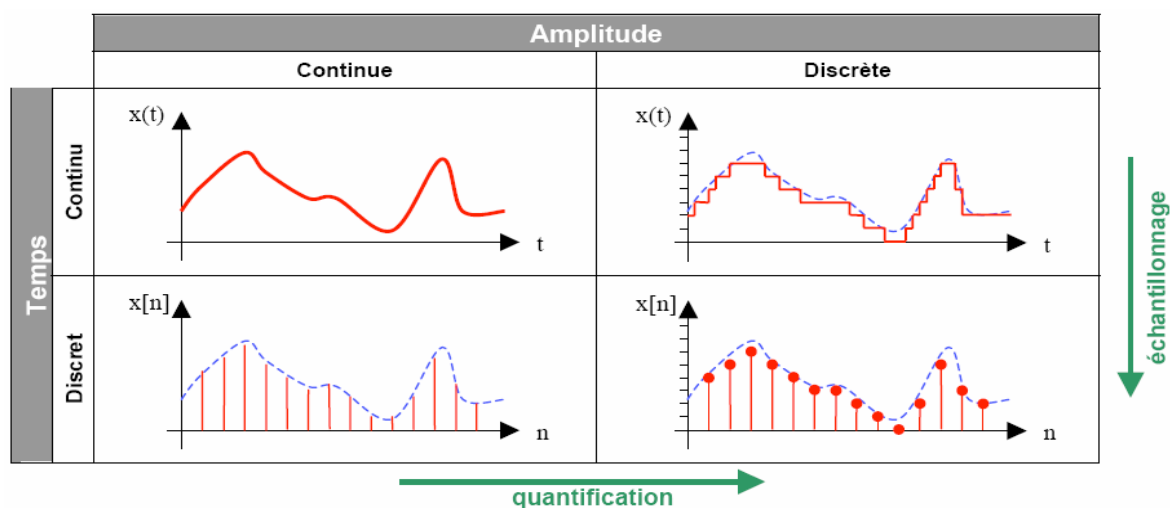 Amplitude
Continue
Discrète
Temps
Continu
x(t)
t
x(t)
t
échantillonnage
Discret
x[n]
n
x[n]
n
quantification